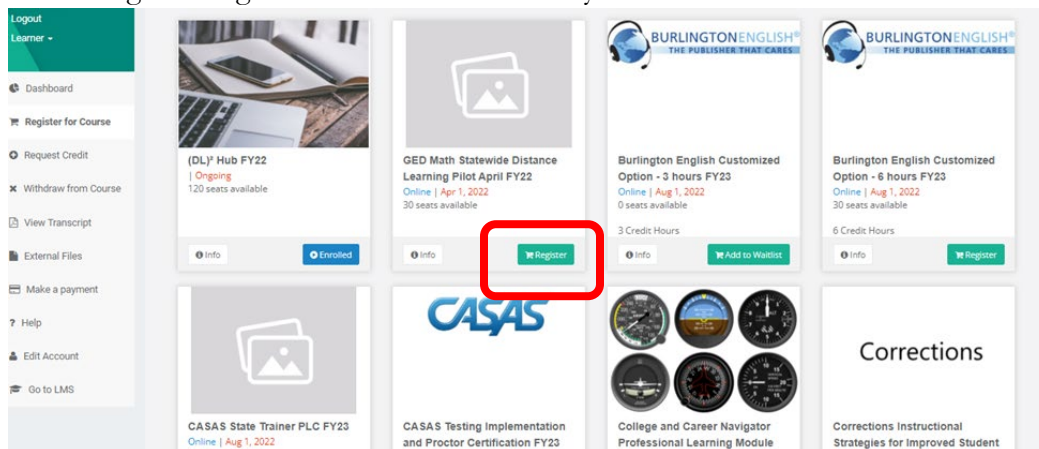 Logout
Learner
Dashboard
Register for Course
Request Credit
Withdraw from Course
View Transcript
External Files
Make a payment
Help
Edit Account
Go to LMS
(DL)² Hub FY22
| Ongoing
120 seats available
Info
Enrolled
GED Math Statewide Distance
Learning Pilot April FY22
Online | Apr 1, 2022
30 seats available
Info
Register
BURLINGTONENGLISH®
THE PUBLISHER THAT CARES
Burlington English Customized
Option - 3 hours FY23
Online | Aug 1, 2022
0 seats available
3 Credit Hours
Info
Add to Waitlist
BURLINGTONENGLISH®
THE PUBLISHER THAT CARES
Burlington English Customized
Option - 6 hours FY23
Online | Aug 1, 2022
30 seats available
6 Credit Hours
Info
Register
CASAS State Trainer PLC FY23
Online | Aug 1, 2022
CASAS
CASAS Testing Implementation
and Proctor Certification FY23
College and Career Navigator
Professional Learning Module
Corrections
Corrections Instructional
Strategies for Improved Student